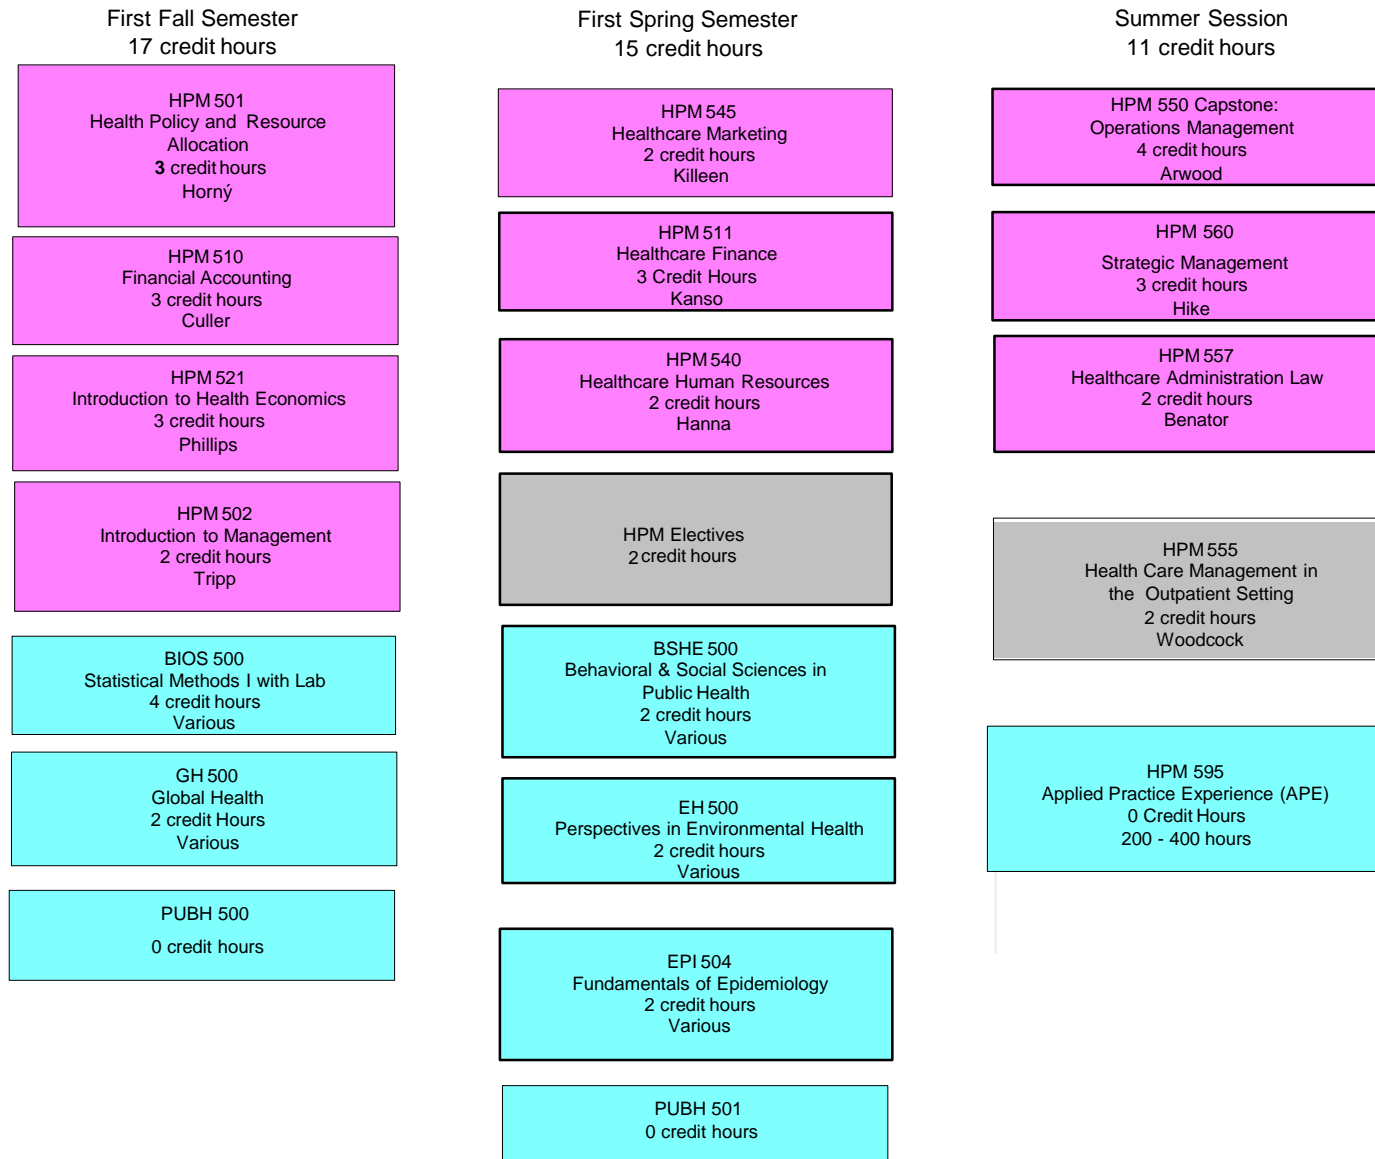 First Fall Semester
17 credit hours
HPM 501
Health Policy and Resource
Allocation
3 credit hours
Horný
HPM 510
Financial Accounting
3 credit hours
Culler
HPM 521
Introduction to Health Economics
3 credit hours
Phillips
HPM 502
Introduction to Management
2 credit hours
Tripp
BIOS 500
Statistical Methods I with Lab
4 credit hours
Various
GH 500
Global Health
2 credit Hours
Various
PUBH 500
0 credit hours
First Spring Semester
15 credit hours
HPM 545
Healthcare Marketing
2 credit hours
Killeen
HPM 511
Healthcare Finance
3 Credit Hours
Kanso
HPM 540
Healthcare Human Resources
2 credit hours
Hanna
HPM Electives
2 credit hours
BSHE 500
Behavioral & Social Sciences in
Public Health
2 credit hours
Various
EH 500
Perspectives in Environmental Health
2 credit hours
Various
EPI 504
Fundamentals of Epidemiology
2 credit hours
Various
PUBH 501
0 credit hours
Summer Session
11 credit hours
HPM 550 Capstone:
Operations Management
4 credit hours
Arwood
HPM 560
Strategic Management
3 credit hours
Hike
HPM 557
Healthcare Administration Law
2 credit hours
Benator
HPM 555
Health Care Management in
the Outpatient Setting
2 credit hours
Woodcock
HPM 595
Applied Practice Experience (APE)
0 Credit Hours
200 - 400 hours